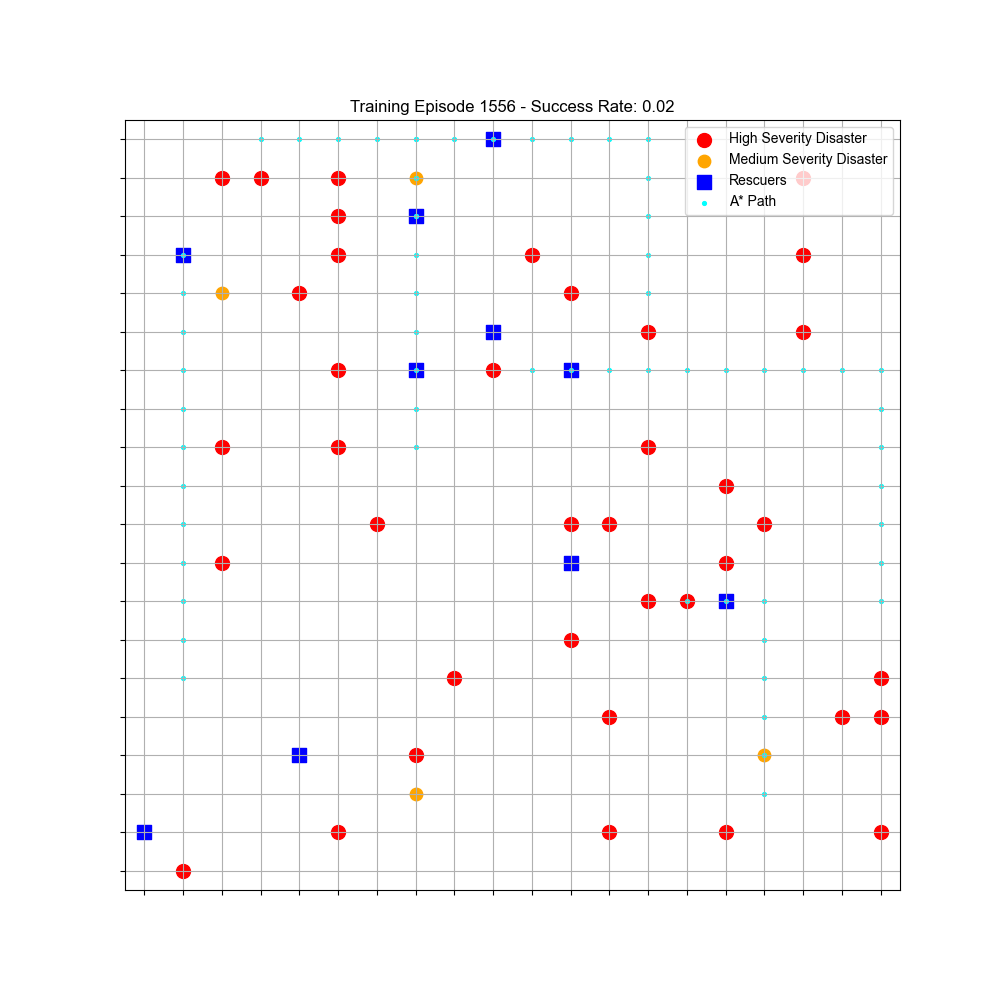 Training Episode 1556 - Success Rate: 0.02
High Severity Disaster
Medium Severity Disaster
Rescuers
A* Path